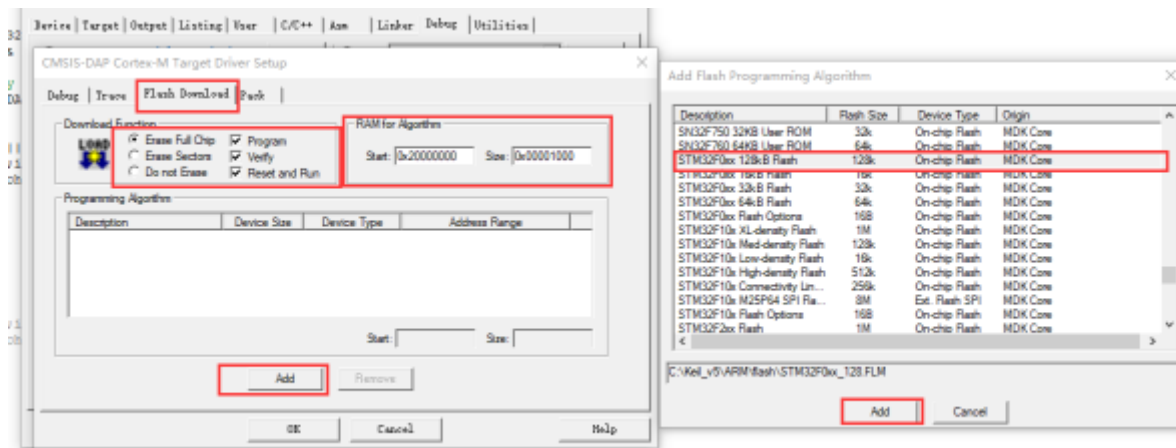 Device | Target | Output | Listing | User | C/C++ | Asm | Linker Debug | Utilities |
CMSIS-DAP Cortex-M Target Driver Setup
Debug | Trace Flash Download Pack |
Download Function
LOAD
Erase Full Chip
Erase Sectors
Do not Erase
Program
Verify
Reset and Run
RAM for Algorithm
Start: 0x20000000 Size: 0x00001000
Programming Algorithm
Description Device Size Device Type Address Range
Start: Size:
Add Remove
OK Cancel Help
Add Flash Programming Algorithm
Description Flash Size Device Type Origin
SN32F750 32KB User ROM 32k On-chip Flash MDK Core
SN32F760 64KB User ROM 64k On-chip Flash MDK Core
STM32F0xx 128kB Flash 128k On-chip Flash MDK Core
STM32F0xx 16kB Flash 16k On-chip Flash MDK Core
STM32F0xx 32kB Flash 32k On-chip Flash MDK Core
STM32F0xx 64kB Flash 64k On-chip Flash MDK Core
STM32F0xx Flash Options 16B On-chip Flash MDK Core
STM32F10x XL-density Flash 1M On-chip Flash MDK Core
STM32F10x Med-density Flash 128k On-chip Flash MDK Core
STM32F10x Low-density Flash 16k On-chip Flash MDK Core
STM32F10x High-density Flash 512k On-chip Flash MDK Core
STM32F10x Connectivity Lin... 256k On-chip Flash MDK Core
STM32F10x M25P64 SPI Fla... 8M Ext. Flash SPI MDK Core
STM32F10x Flash Options 16B On-chip Flash MDK Core
STM32F2xx Flash 1M On-chip Flash MDK Core
C:\Keil_v5\ARM\flash\STM32F0xx_128.FLM
Add Cancel